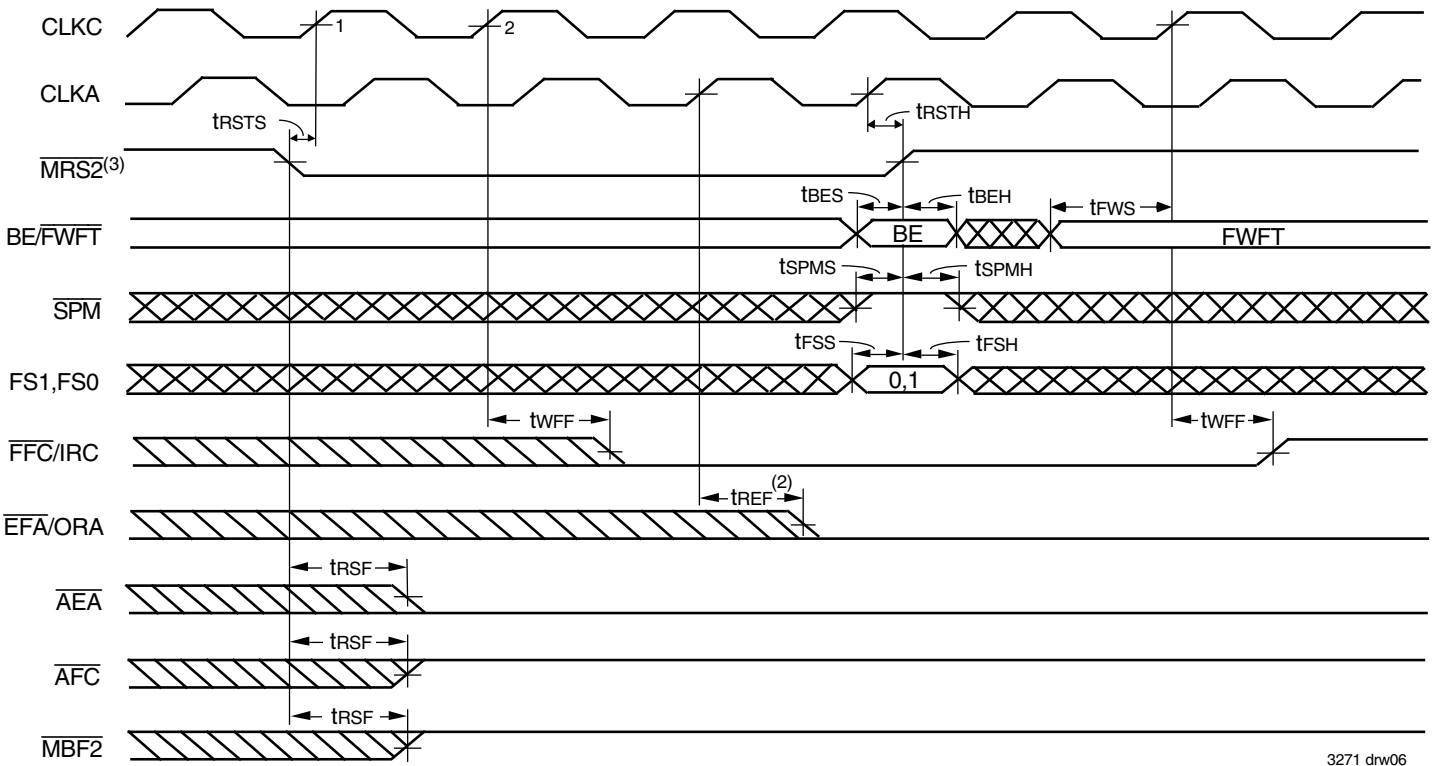 CLKC 1 2
CLKA
tRSTS tRSTH
MRS2(3)
tBES tBEH tFWS
BE/FWFT BE FWFT
tSPMS tSPMH
SPM
tFSS tFSH
FS1,FS0 0,1
tWFF tWFF
FFC/IRC
tREF(2)
EFA/ORA
tRSF
AEA
tRSF
AFC
tRSF
MBF2
3271 drw06